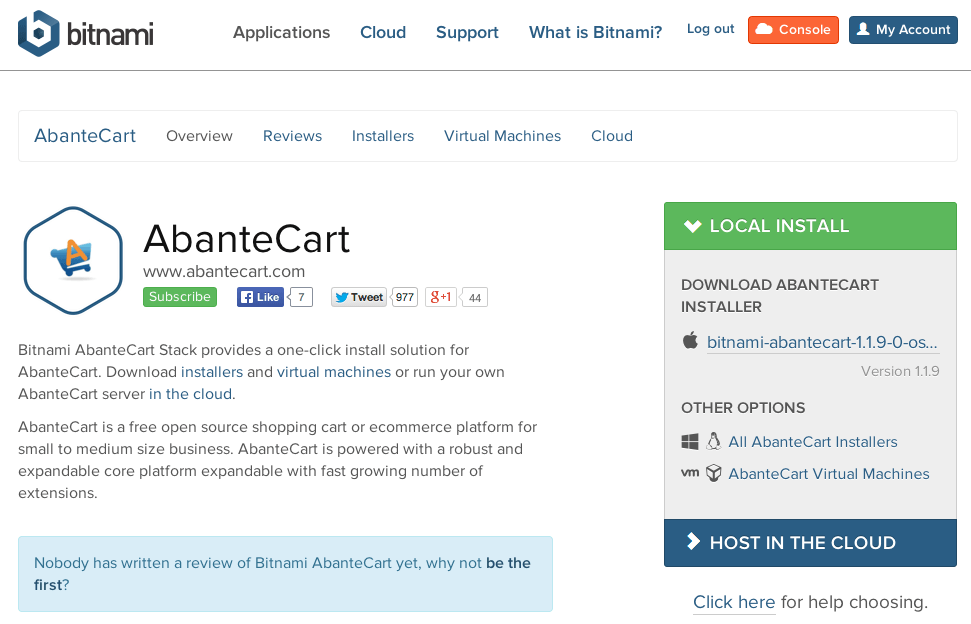 bitnami
Applications Cloud Support What is Bitnami? Log out Console My Account
AbanteCart Overview Reviews Installers Virtual Machines Cloud
AbanteCart
www.abantecart.com
Subscribe Like 7 Tweet 977 +1 44
Bitnami AbanteCart Stack provides a one-click install solution for
AbanteCart. Download installers and virtual machines or run your own
AbanteCart server in the cloud.
AbanteCart is a free open source shopping cart or ecommerce platform for
small to medium size business. AbanteCart is powered with a robust and
expandable core platform expandable with fast growing number of
extensions.
Nobody has written a review of Bitnami AbanteCart yet, why not be the
first?
LOCAL INSTALL
DOWNLOAD ABANTECART
INSTALLER
bitnami-abantecart-1.1.9-0-os...
Version 1.1.9
OTHER OPTIONS
All AbanteCart Installers
vm AbanteCart Virtual Machines
HOST IN THE CLOUD
Click here for help choosing.